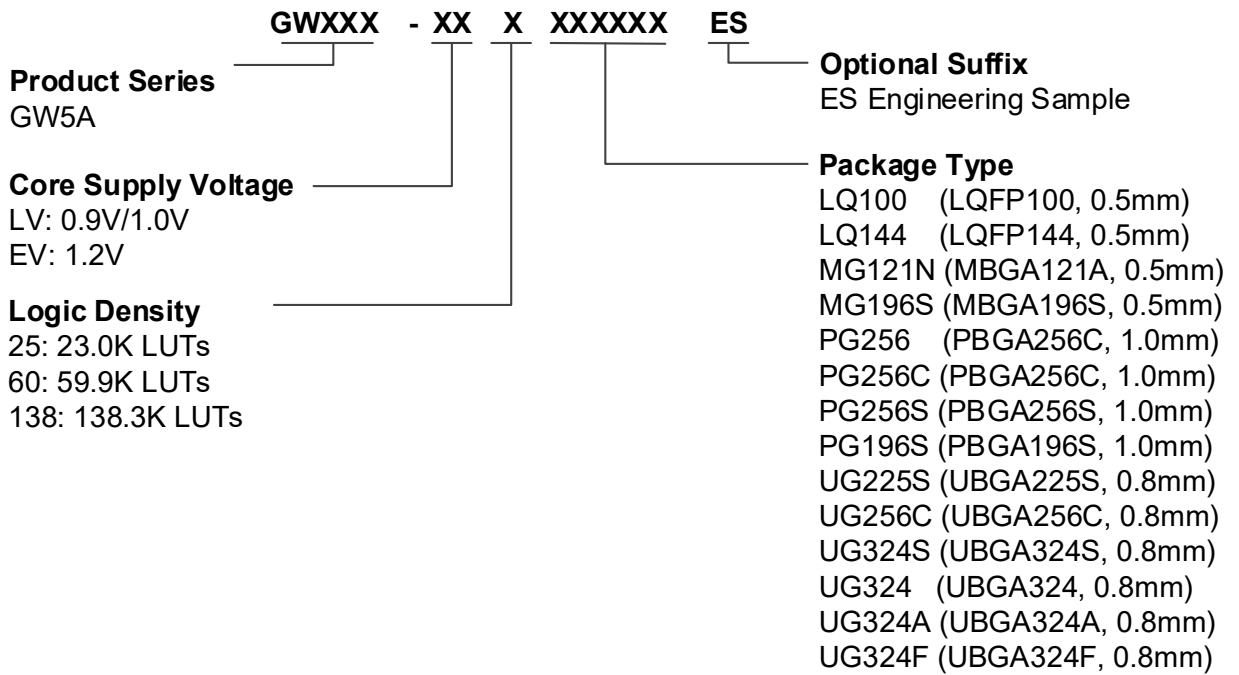 GWXXX - XX X XXXXXX ES
Product Series
GW5A
Core Supply Voltage
LV: 0.9V/1.0V
EV: 1.2V
Logic Density
25: 23.0K LUTs
60: 59.9K LUTs
138: 138.3K LUTs
Optional Suffix
ES Engineering Sample
Package Type
LQ100 (LQFP100, 0.5mm)
LQ144 (LQFP144, 0.5mm)
MG121N (MBGA121A, 0.5mm)
MG196S (MBGA196S, 0.5mm)
PG256 (PBGA256C, 1.0mm)
PG256C (PBGA256C, 1.0mm)
PG256S (PBGA256S, 1.0mm)
PG196S (PBGA196S, 1.0mm)
UG225S (UBGA225S, 0.8mm)
UG256C (UBGA256C, 0.8mm)
UG324S (UBGA324S, 0.8mm)
UG324 (UBGA324, 0.8mm)
UG324A (UBGA324A, 0.8mm)
UG324F (UBGA324F, 0.8mm)